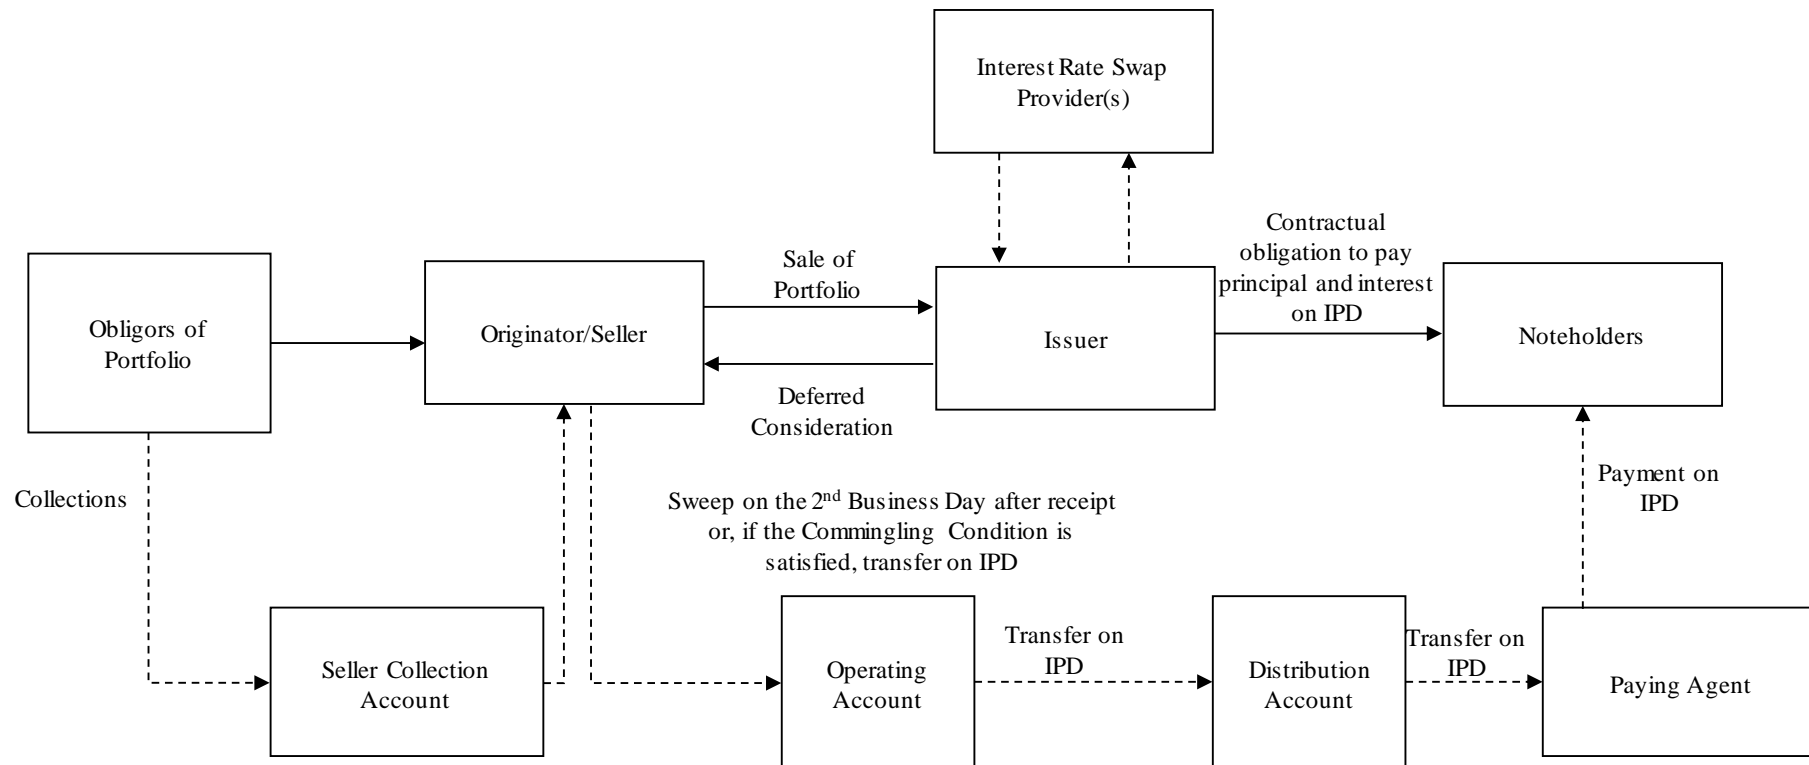 Interest Rate Swap
Provider(s)
Contractual
obligation to pay
principal and interest
on IPD
Sale of
Portfolio
Obligors of
Portfolio
Originator/Seller
Issuer
Noteholders
Deferred
Consideration
Collections
Sweep on the 2nd Business Day after receipt
or, if the Commingling Condition is
satisfied, transfer on IPD
Payment on
IPD
Seller Collection
Account
Operating
Account
Transfer on
IPD
Distribution
Account
Transfer on
IPD
Paying Agent